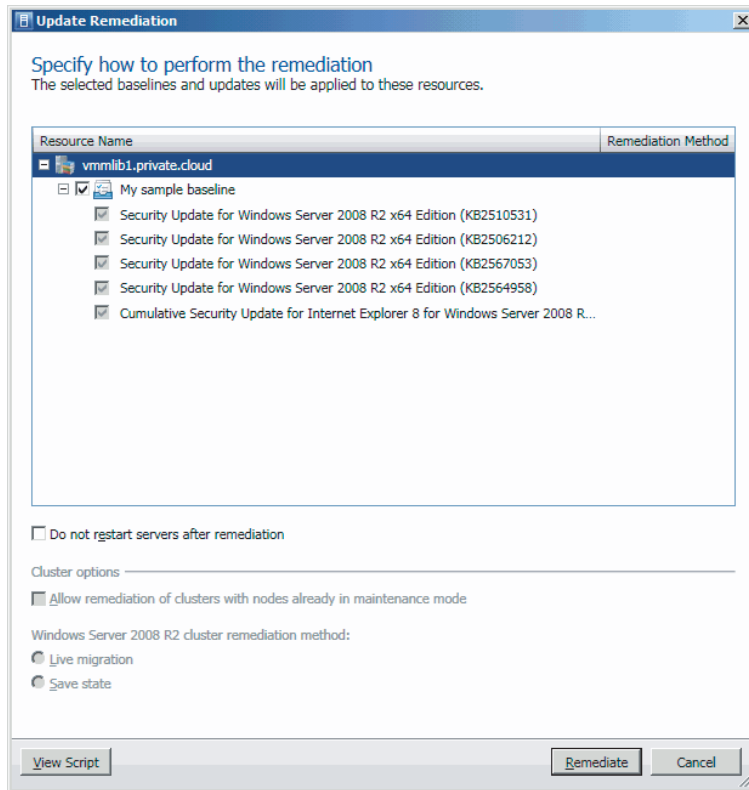 Update Remediation
Specify how to perform the remediation
The selected baselines and updates will be applied to these resources.
Resource Name Remediation Method
vmmlib1.private.cloud
My sample baseline
Security Update for Windows Server 2008 R2 x64 Edition (KB2510531)
Security Update for Windows Server 2008 R2 x64 Edition (KB2506212)
Security Update for Windows Server 2008 R2 x64 Edition (KB2567053)
Security Update for Windows Server 2008 R2 x64 Edition (KB2564958)
Cumulative Security Update for Internet Explorer 8 for Windows Server 2008 R...
Do not restart servers after remediation
Cluster options
Allow remediation of clusters with nodes already in maintenance mode
Windows Server 2008 R2 cluster remediation method:
Live migration
Save state
View Script Remediate Cancel